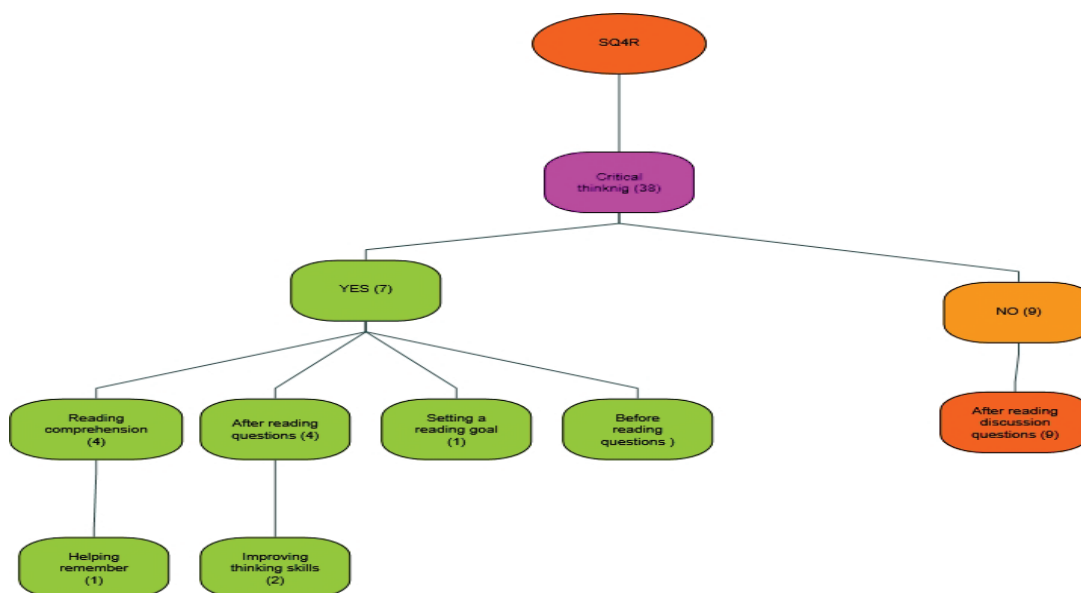 SQ4R
Critical
thinknig (38)
YES (7)
NO (9)
Reading
comprehension
(4)
After reading
questions (4)
Setting a
reading goal
(1)
Before
reading
questions )
After reading
discussion
questions (9)
Helping
remember
(1)
Improving
thinking skills
(2)